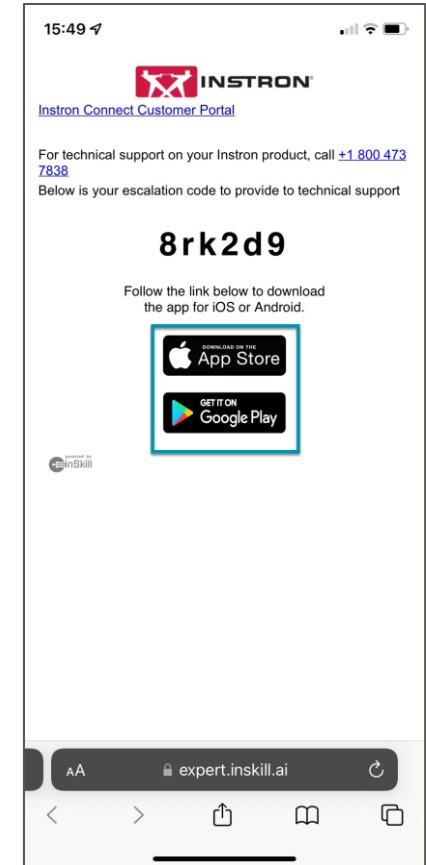 15:49
INSTRON
Instron Connect Customer Portal
For technical support on your Instron product, call +1 800 473
7838
Below is your escalation code to provide to technical support
8rk2d9
Follow the link below to download
the app for iOS or Android.
DOWNLOAD ON THE
App Store
GET IT ON
Google Play
powered by
inSkill
AA expert.inskill.ai